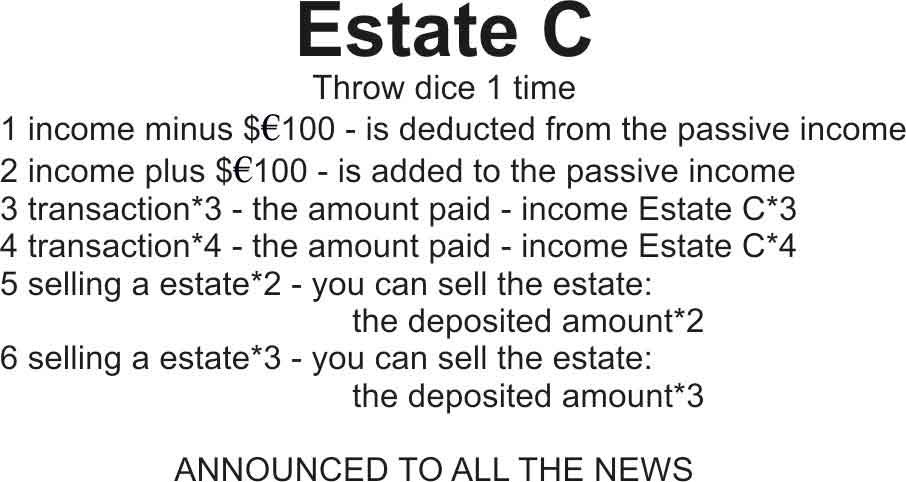 Estate C
Throw dice 1 time
1 income minus $€100 - is deducted from the passive income
2 income plus $€100 - is added to the passive income
3 transaction*3 - the amount paid - income Estate C*3
4 transaction*4 - the amount paid - income Estate C*4
5 selling a estate*2 - you can sell the estate:
the deposited amount*2
6 selling a estate*3 - you can sell the estate:
the deposited amount*3
ANNOUNCED TO ALL THE NEWS